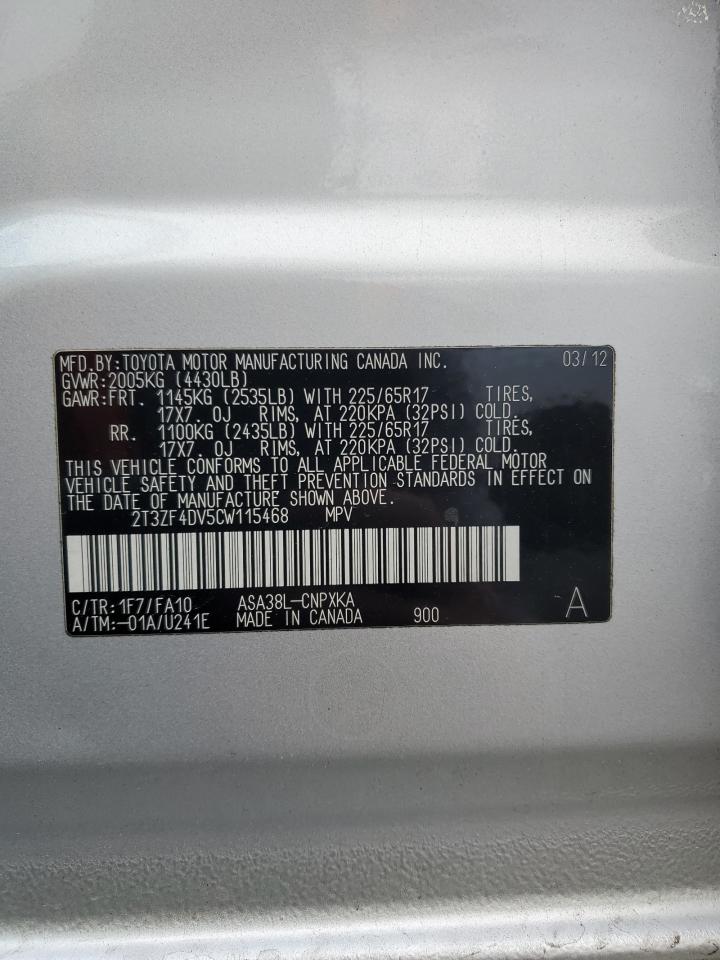 MFD.BY:TOYOTA MOTOR MANUFACTURING CANADA INC. 03/12
GVWR:2005KG (4430LB)
GAWR:FRT. 1145KG (2535LB) WITH 225/65R17 TIRES,
17X7. 0J RIMS, AT 220KPA (32PSI) COLD.
RR. 1100KG (2435LB) WITH 225/65R17 TIRES,
17X7. 0J RIMS, AT 220KPA (32PSI) COLD.
THIS VEHICLE CONFORMS TO ALL APPLICABLE FEDERAL MOTOR
VEHICLE SAFETY AND THEFT PREVENTION STANDARDS IN EFFECT ON
THE DATE OF MANUFACTURE SHOWN ABOVE.
2T3ZF4DV5CW115468 MPV
C/TR:1F7/FA10 ASA38L-CNPXKA
A/TM:-01A/U241E MADE IN CANADA 900 A